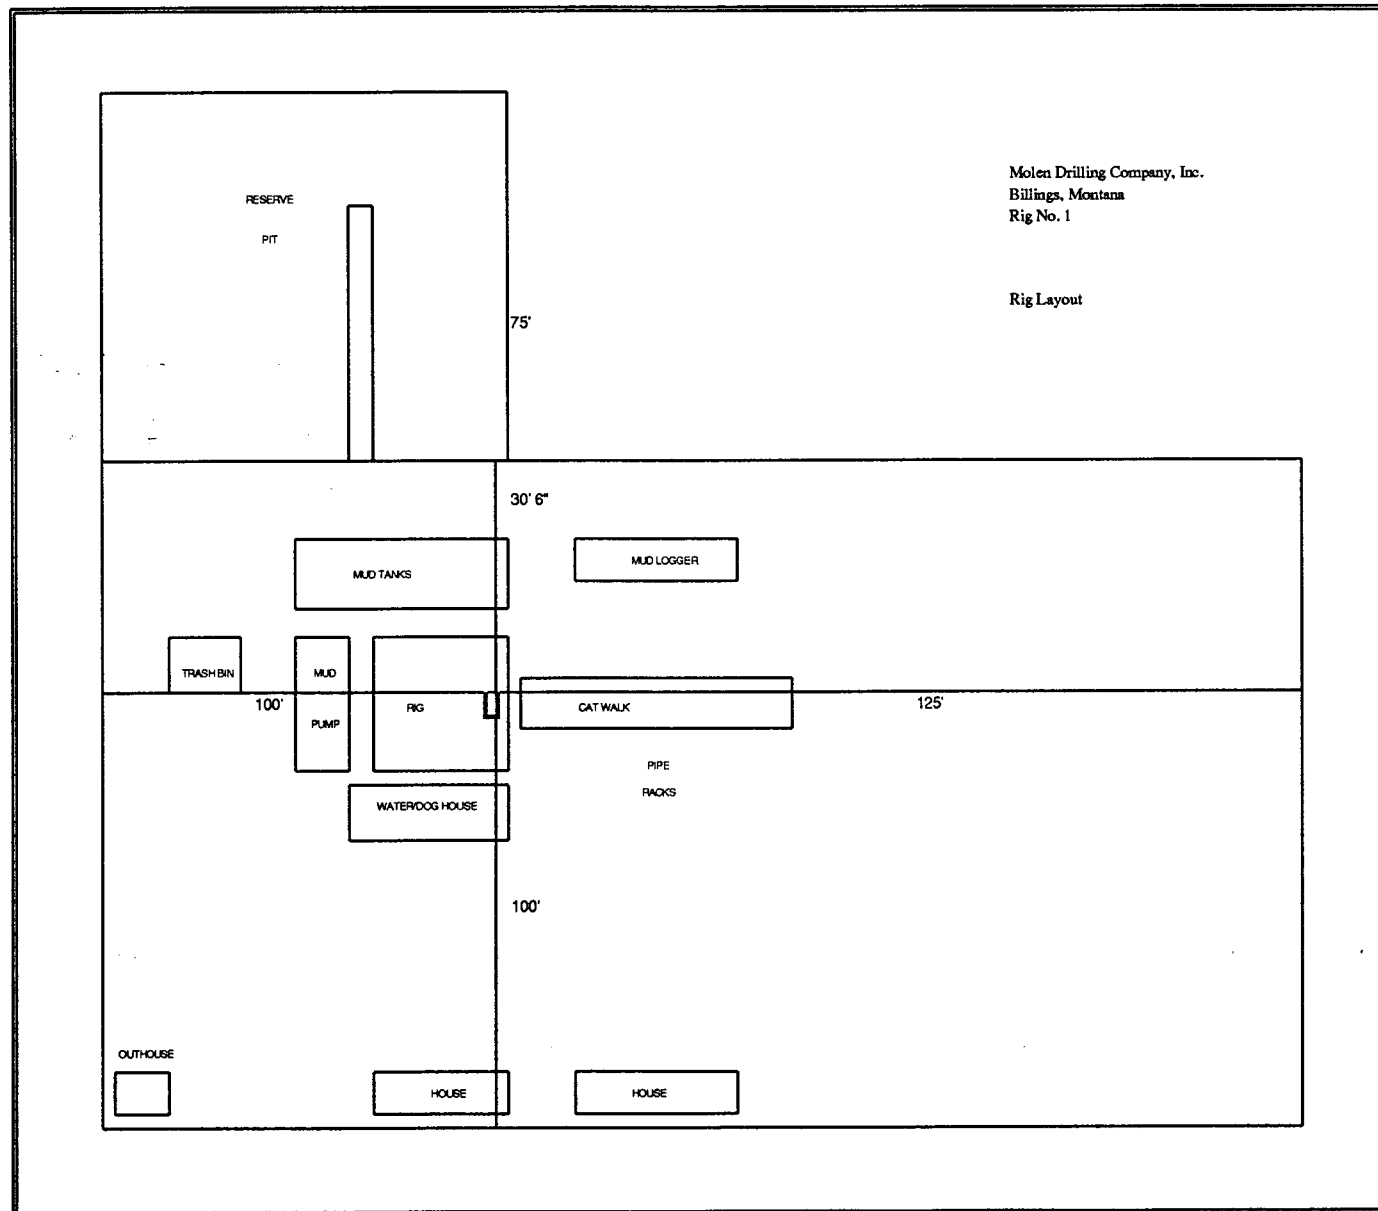 Molen Drilling Company, Inc.
Billings, Montana
Rig No. 1
Rig Layout
RESERVE
PIT
75'
30' 6"
MUD TANKS
MUD LOGGER
TRASH BIN
MUD
PUMP
100'
RIG
CAT WALK
125'
PIPE
RACKS
WATER/DOG HOUSE
100'
OUTHOUSE
HOUSE
HOUSE